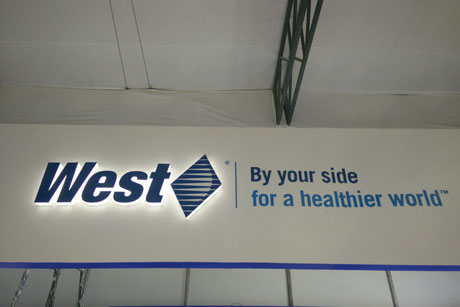 West®
By your side
for a healthier world™